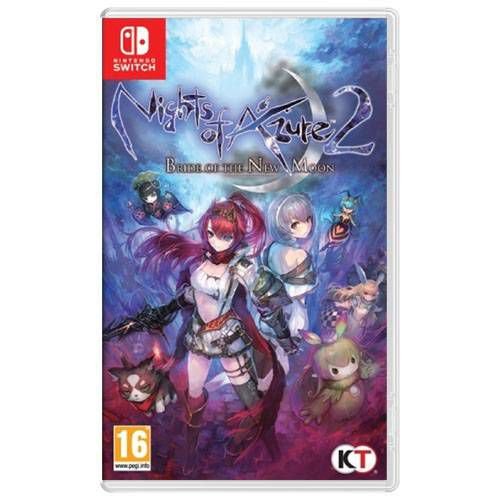 NINTENDO
SWITCH
Nights
of Azure 2
BRIDE OF THE NEW MOON
16
www.pegi.info
KT